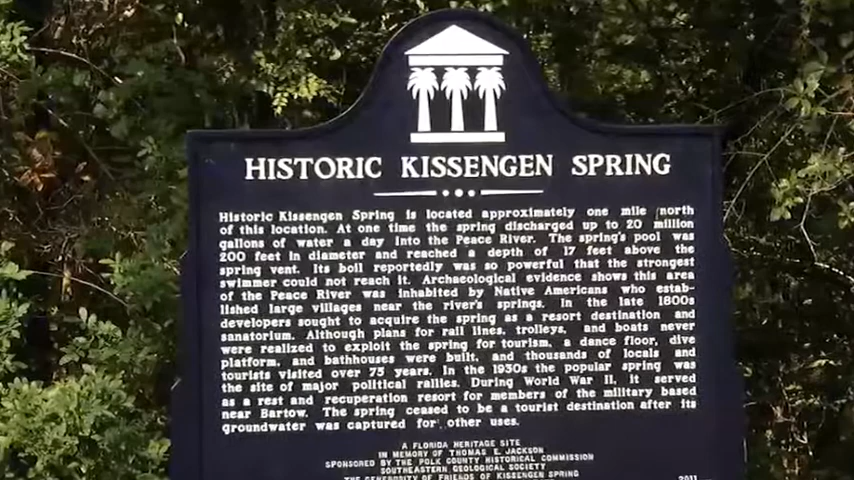 HISTORIC KISSENGEN SPRING
Historic Kissengen Spring is located approximately one mile north
of this location. At one time the spring discharged up to 20 million
gallons of water a day into the Peace River. The spring's pool was
200 feet in diameter and reached a depth of 17 feet above the
spring vent. Its boil reportedly was so powerful that the strongest
swimmer could not reach it. Archaeological evidence shows this area
of the Peace River was inhabited by Native Americans who estab-
lished large villages near the river's springs. In the late 1800s
developers sought to acquire the spring as a resort destination and
sanatorium. Although plans for rail lines, trolleys, and boats never
were realized to exploit the spring for tourism, a dance floor, dive
platform, and bathhouses were built, and thousands of locals and
tourists visited over 75 years. In the 1930s the popular spring was
the site of major political rallies. During World War II, it served
as a rest and recuperation resort for members of the military based
near Bartow. The spring ceased to be a tourist destination after its
groundwater was captured for other uses.
A FLORIDA HERITAGE SITE
IN MEMORY OF THOMAS E. JACKSON
SPONSORED BY THE POLK COUNTY HISTORICAL COMMISSION
SOUTHEASTERN GEOLOGICAL SOCIETY
THE GENEROSITY OF FRIENDS OF KISSENGEN SPRING
2011